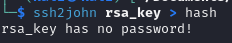 └─$ ssh2john rsa_key > hash
rsa_key has no password!